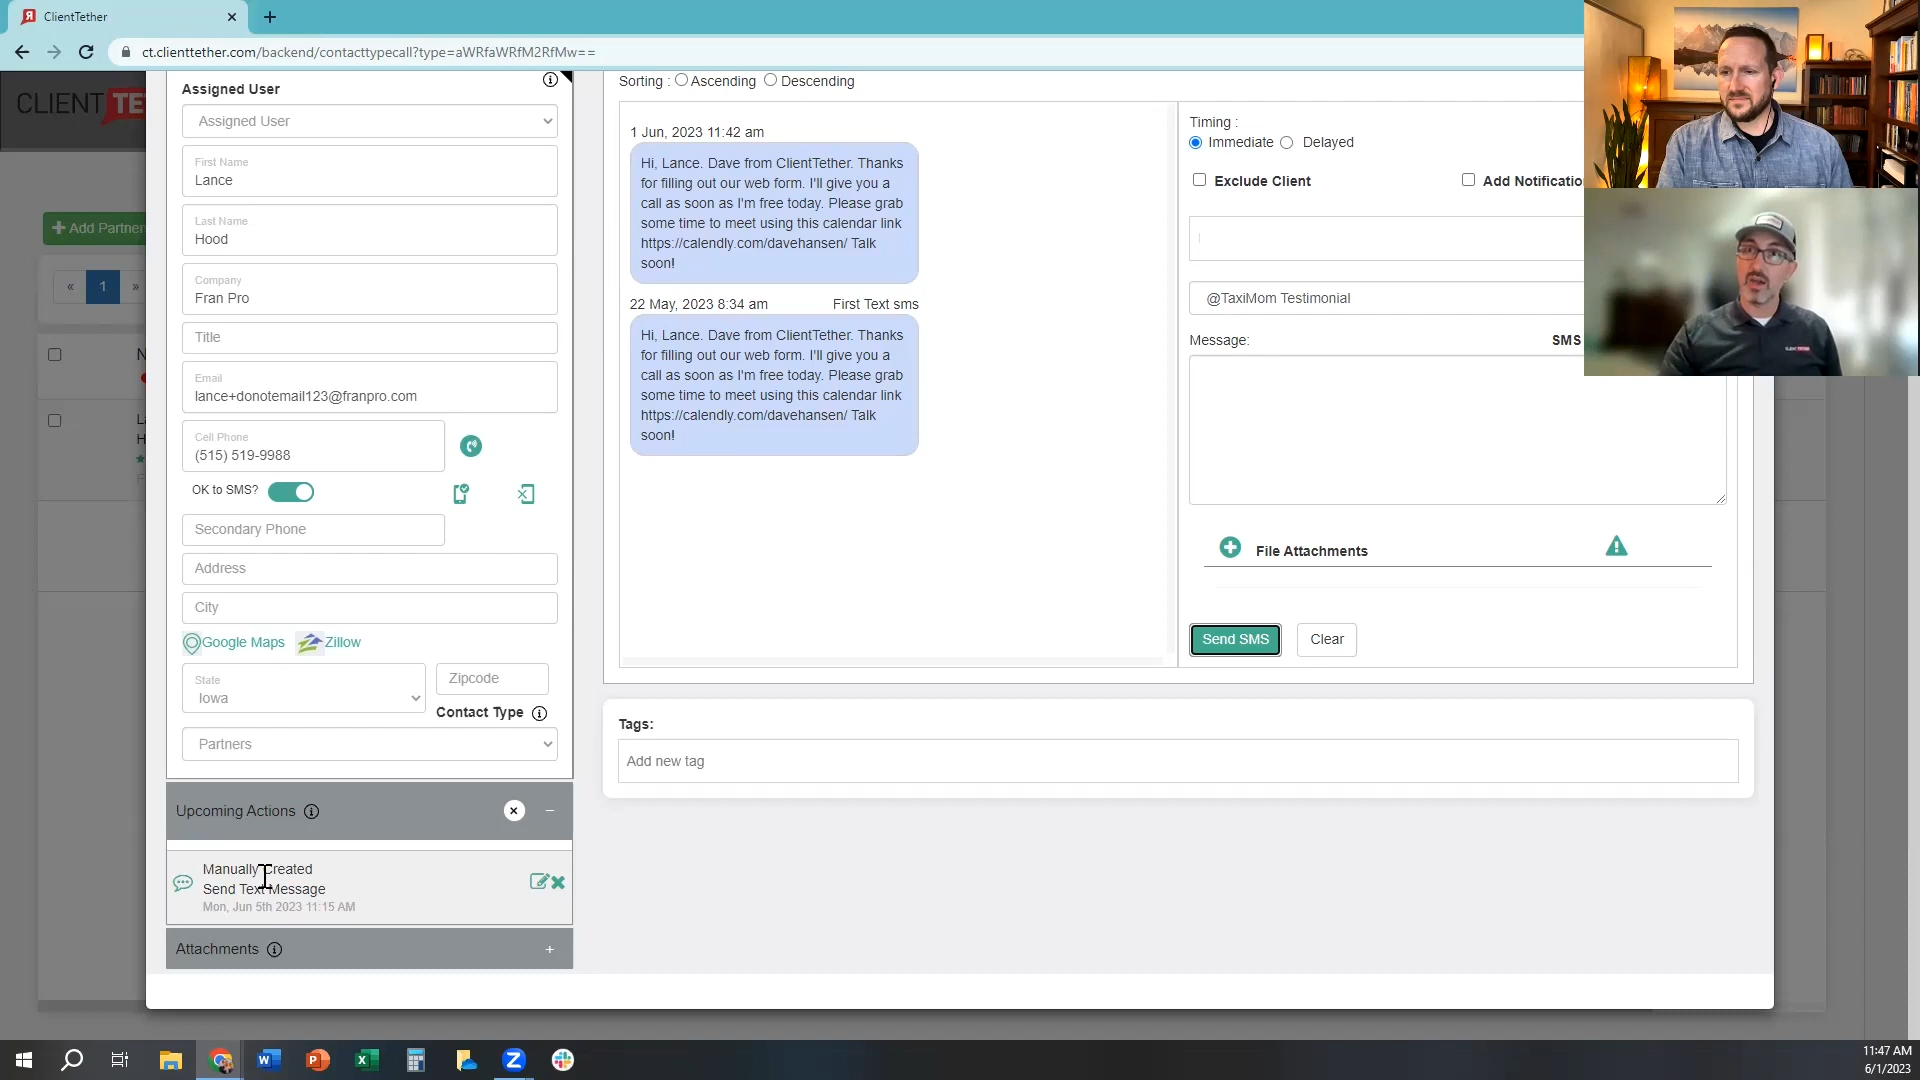 ClientTether
ct.clienttether.com/backend/contacttypecall?type=aWRfaWRfM2RfMw==
CLIENT TE
Add Partner
«
1
»
Assigned User
Assigned User
First Name
Lance
Last Name
Hood
Company
Fran Pro
Title
Email
lance+donotemail123@franpro.com
Cell Phone
(515) 519-9988
OK to SMS?
Secondary Phone
Address
City
Google Maps Zillow
State
Iowa
Zipcode
Contact Type
Partners
Upcoming Actions
Manually Created
Send Text Message
Mon, Jun 5th 2023 11:15 AM
Attachments
Sorting : Ascending Descending
1 Jun, 2023 11:42 am
Hi, Lance. Dave from ClientTether. Thanks
for filling out our web form. I'll give you a
call as soon as I'm free today. Please grab
some time to meet using this calendar link
https://calendly.com/davehansen/ Talk
soon!
22 May, 2023 8:34 am First Text sms
Hi, Lance. Dave from ClientTether. Thanks
for filling out our web form. I'll give you a
call as soon as I'm free today. Please grab
some time to meet using this calendar link
https://calendly.com/davehansen/ Talk
soon!
Timing :
Immediate Delayed
Exclude Client Add Notificatio
@TaxiMom Testimonial
Message: SMS
File Attachments
Send SMS Clear
Tags:
Add new tag
11:47 AM
6/1/2023